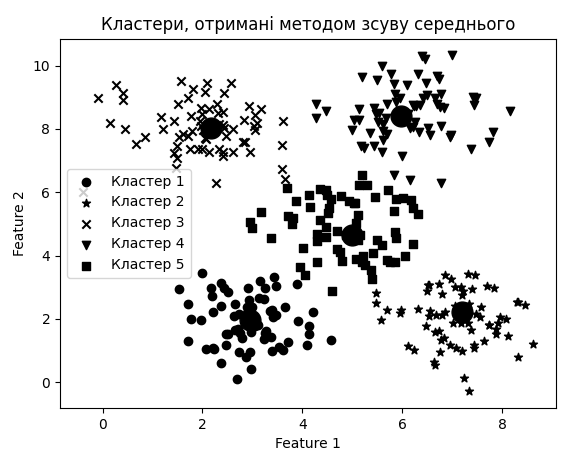 Кластери, отримані методом зсуву середнього
10
8
6
4
2
0
Feature 2
Кластер 1
Кластер 2
Кластер 3
Кластер 4
Кластер 5
0 2 4 6 8
Feature 1